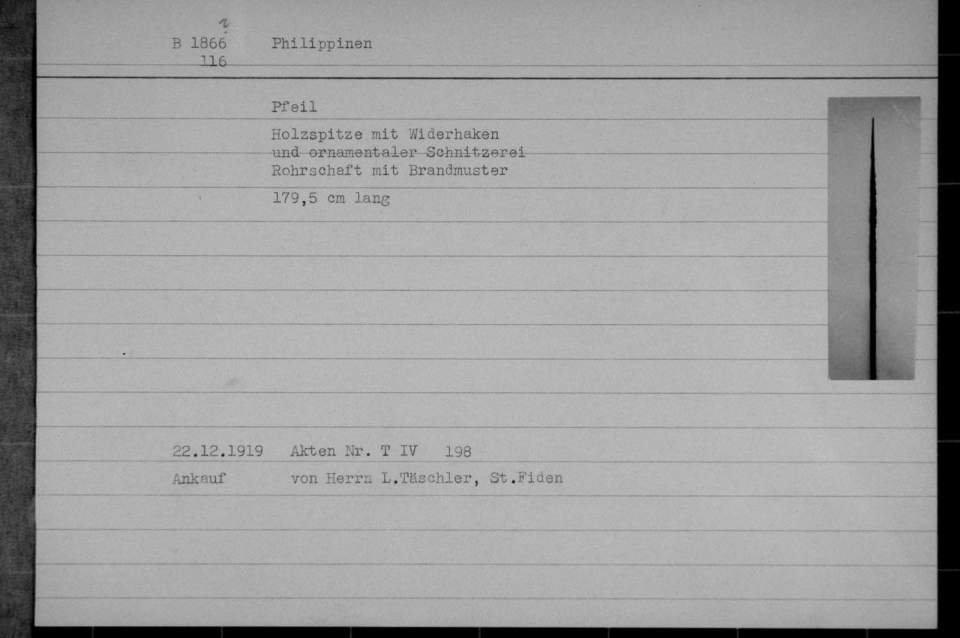 B 1866 Philippinen
116
Pfeil
Holzspitze mit Widerhaken
und ornamentaler Schnitzerei
Rohrschaft mit Brandmuster
179,5 cm lang
22.12.1919 Akten Nr. T IV 198
Ankauf von Herrn L.Täschler, St.Fiden